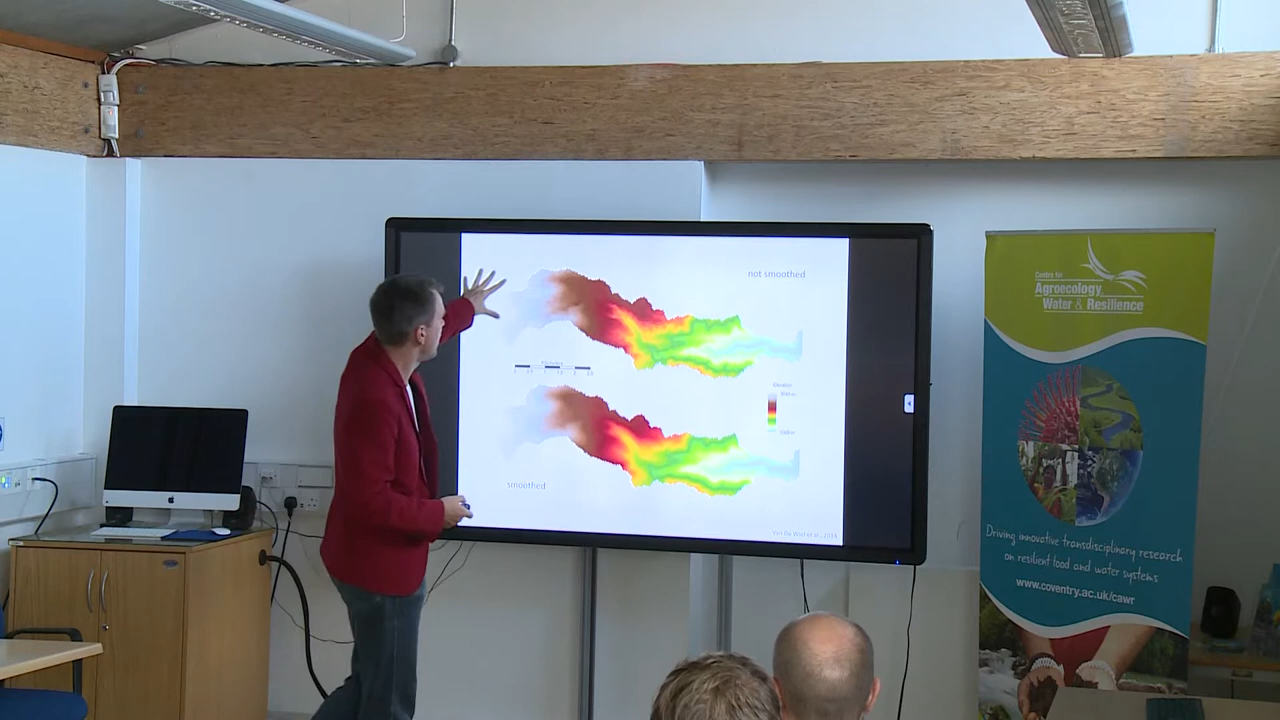 not smoothed
smoothed
Centre for
Agroecology,
Water & Resilience
Driving innovative transdisciplinary research
on resilient food and water systems
www.coventry.ac.uk/cawr